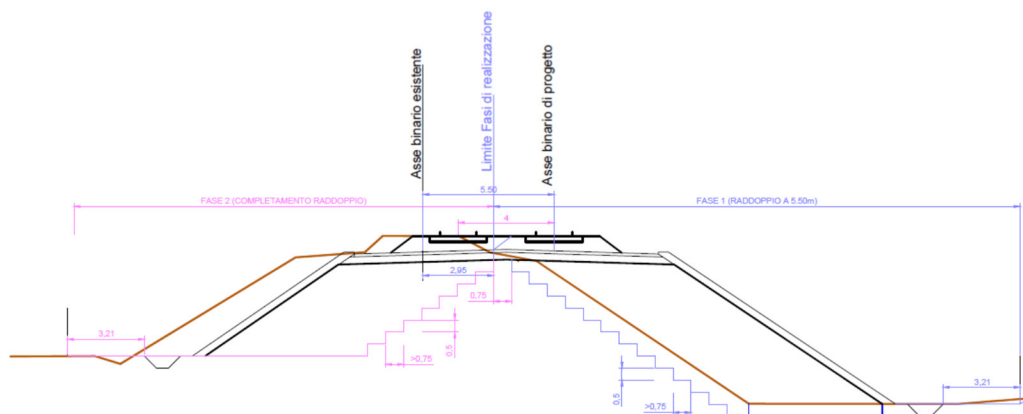 Asse binario esistente
Limite Fasi di realizzazione
Asse binario di progetto
5.50
FASE 2 (COMPLETAMENTO RADDOPPIO)
FASE 1 (RADDOPPIO A 5.50m)
4
2,95
0,75
3,21
0,5
>0,75
0,5
>0,75
3,21